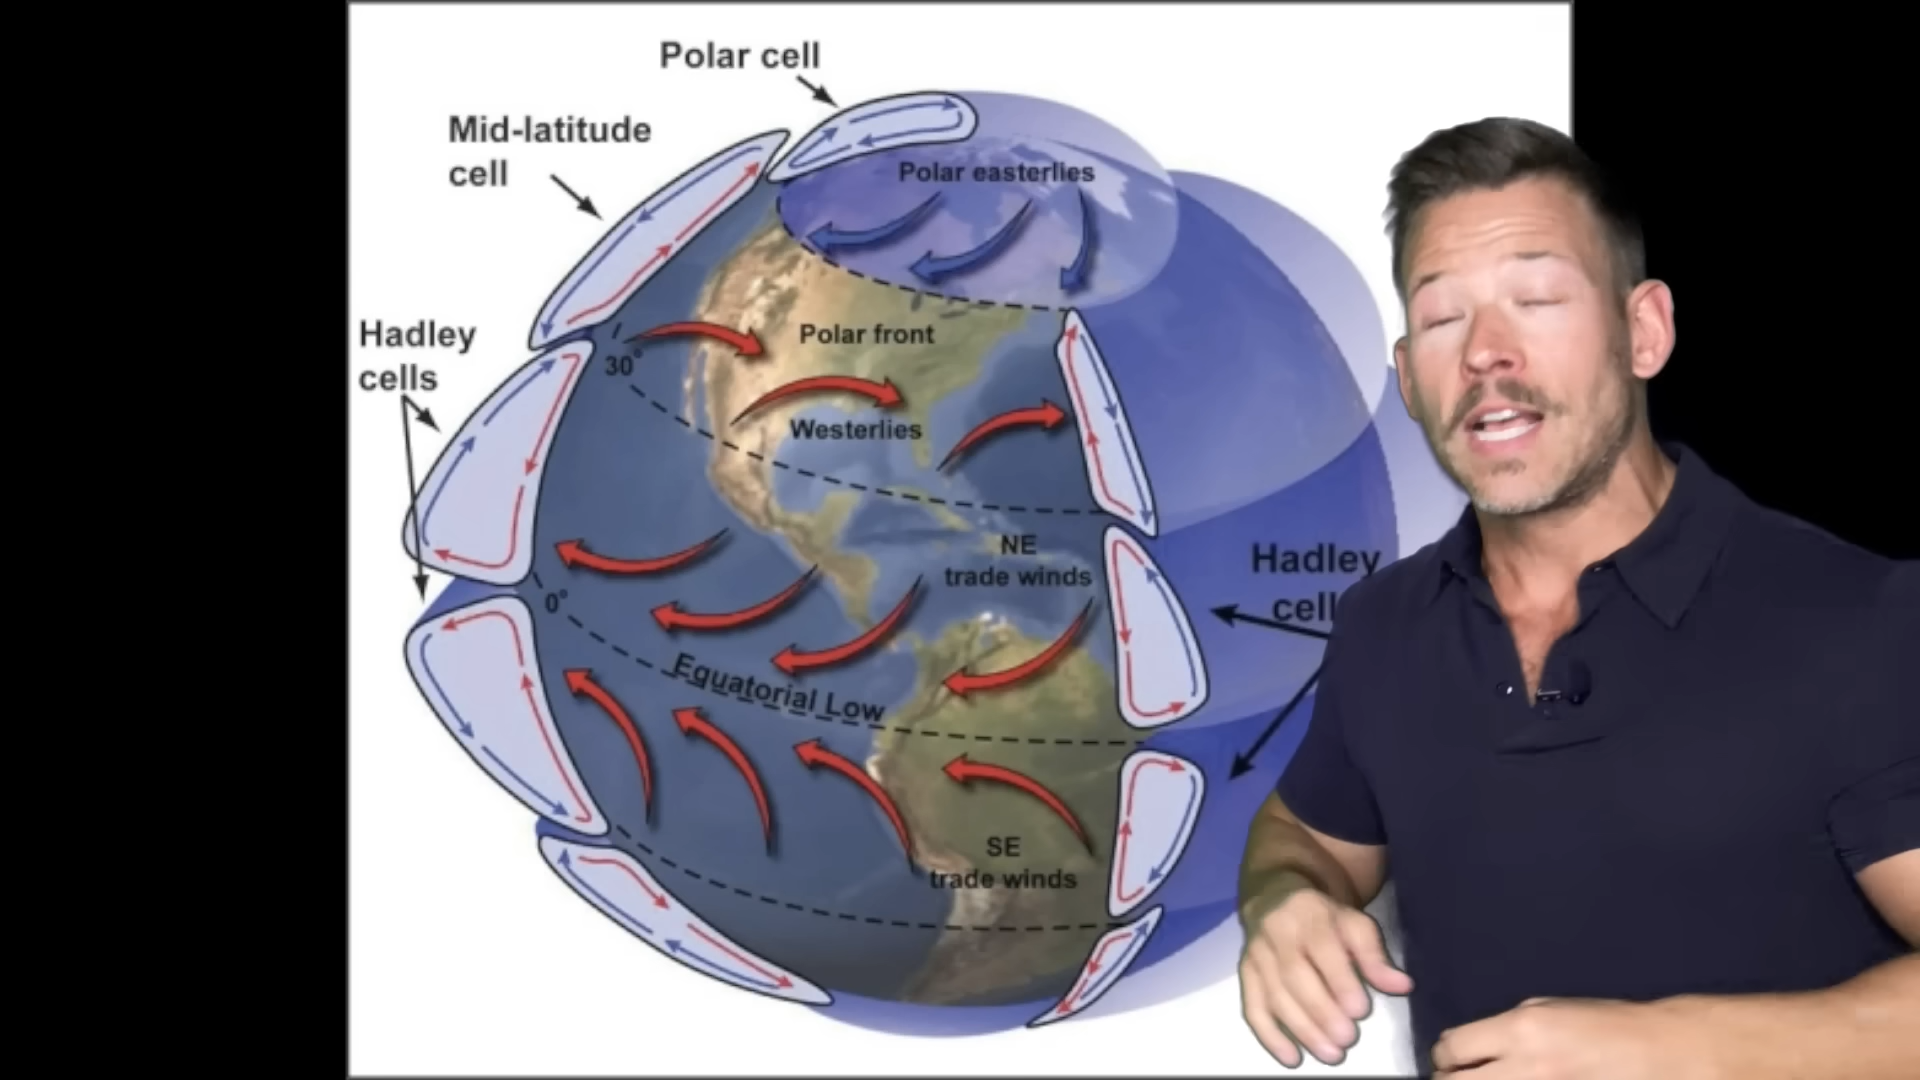 Polar cell
Mid-latitude
cell
Polar easterlies
Hadley
cells
30°
Polar front
Westerlies
NE
trade winds
0°
Equatorial Low
Hadley
cell
SE
trade winds